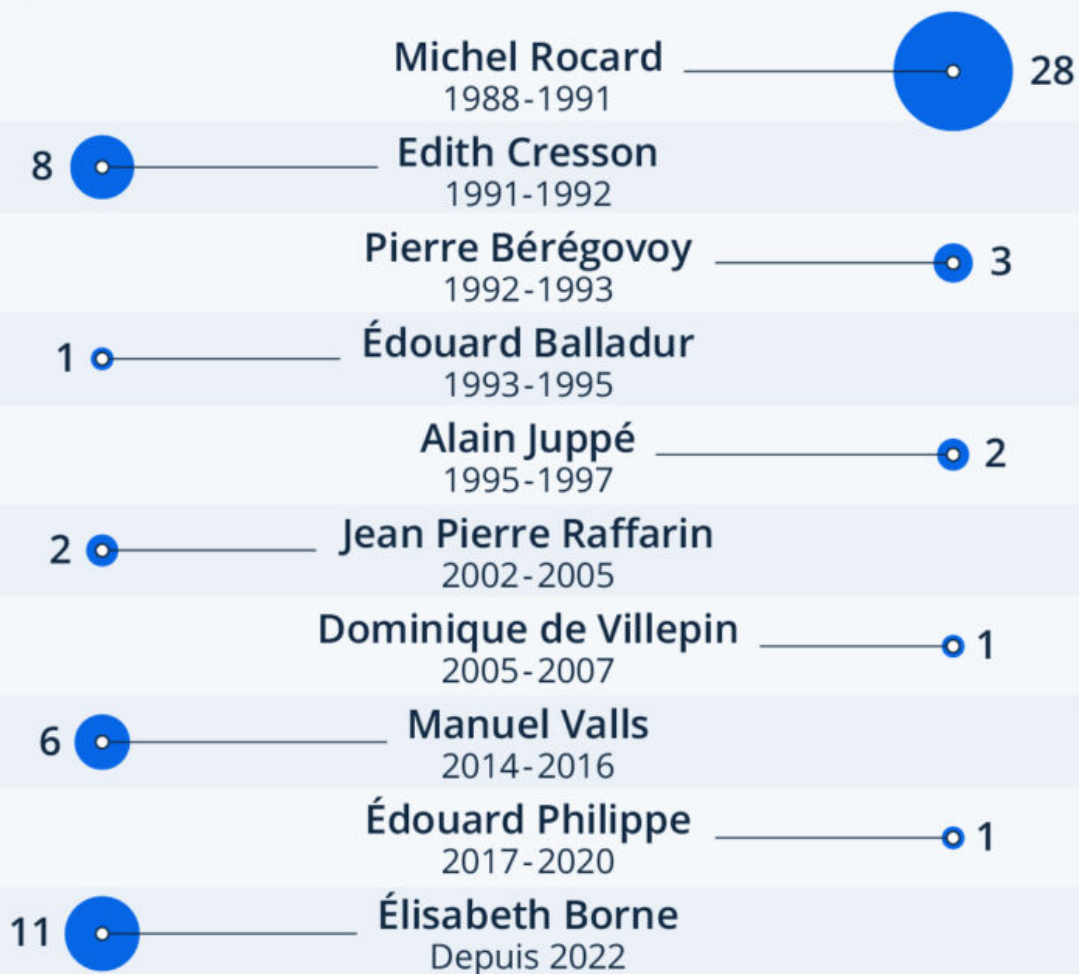 Michel Rocard
1988-1991
28
8
Edith Cresson
1991-1992
Pierre Bérégovoy
1992-1993
3
1
Édouard Balladur
1993-1995
Alain Juppé
1995-1997
2
2
Jean Pierre Raffarin
2002-2005
Dominique de Villepin
2005-2007
1
6
Manuel Valls
2014-2016
Édouard Philippe
2017-2020
1
11
Élisabeth Borne
Depuis 2022